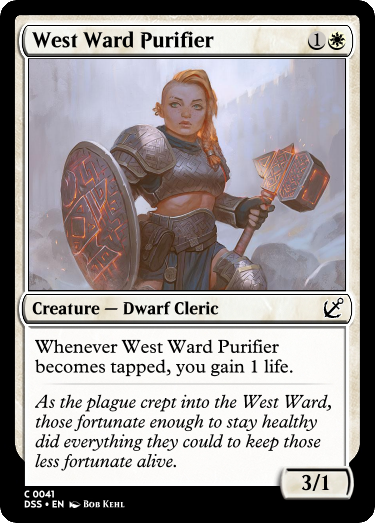 West Ward Purifier 1
Creature — Dwarf Cleric
Whenever West Ward Purifier
becomes tapped, you gain 1 life.
As the plague crept into the West Ward,
those fortunate enough to stay healthy
did everything they could to keep those
less fortunate alive.
3/1
C 0041
DSS • EN Bob Kehl